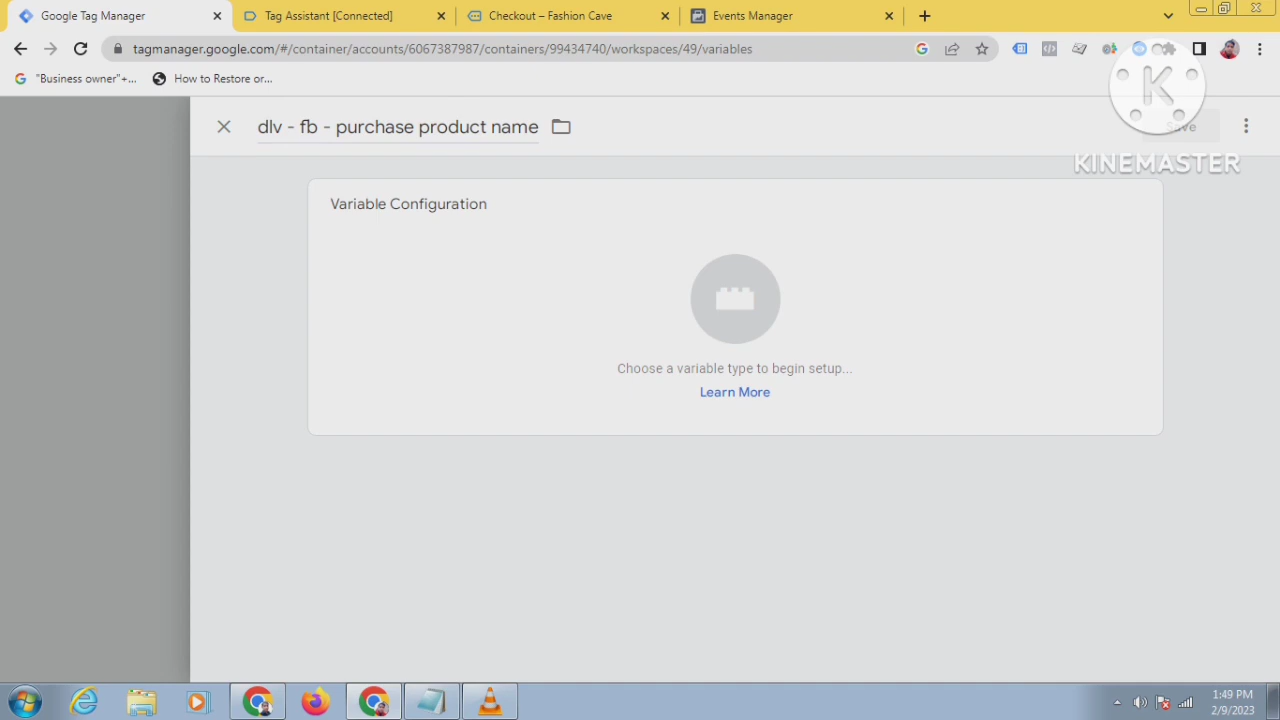 Google Tag Manager
Tag Assistant [Connected]
Checkout – Fashion Cave
Events Manager
tagmanager.google.com/#/container/accounts/6067387987/containers/99434740/workspaces/49/variables
"Business owner"+...
How to Restore or...
dlv - fb - purchase product name
Save
K
KINEMASTER
Variable Configuration
Choose a variable type to begin setup...
Learn More
1:49 PM
2/9/2023